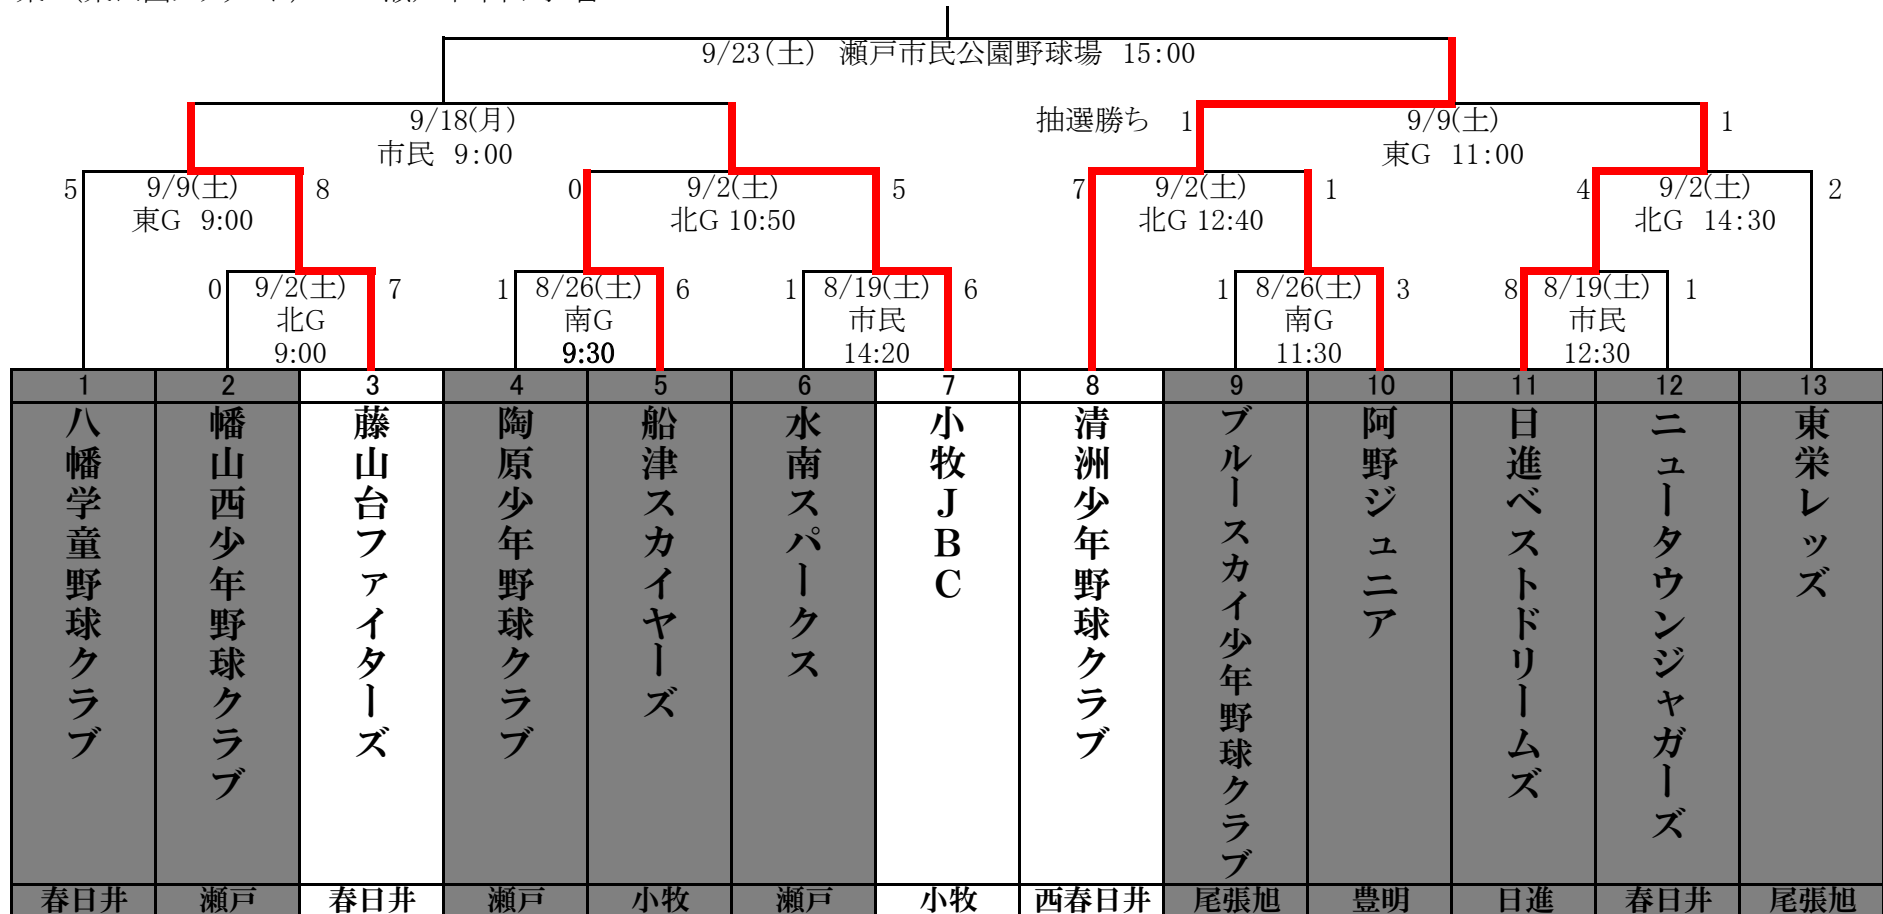 9/23(土) 瀬戸市民公園野球場 15:00
9/18(月)
市民 9:00
抽選勝ち 1
9/9(土)
東G 11:00
1
5
9/9(土)
東G 9:00
8
0
9/2(土)
北G 10:50
5
7
9/2(土)
北G 12:40
1
4
9/2(土)
北G 14:30
2
0
9/2(土)
北G
9:00
7
1
8/26(土)
南G
9:30
6
1
8/19(土)
市民
14:20
6
1
8/26(土)
南G
11:30
3
8
8/19(土)
市民
12:30
1
1 2 3 4 5 6 7 8 9 10 11 12 13
八幡学童野球クラブ
幡山西少年野球クラブ
藤山台ファイターズ
陶原少年野球クラブ
船津スカイヤーズ
水南スパークス
小牧JBC
清洲少年野球クラブ
ブルースカイ少年野球クラブ
阿野ジュニア
日進ベストドリームズ
ニュータウンジャガーズ
東栄レッズ
春日井 瀬戸 春日井 瀬戸 小牧 瀬戸 小牧 西春日井 尾張旭 豊明 日進 春日井 尾張旭